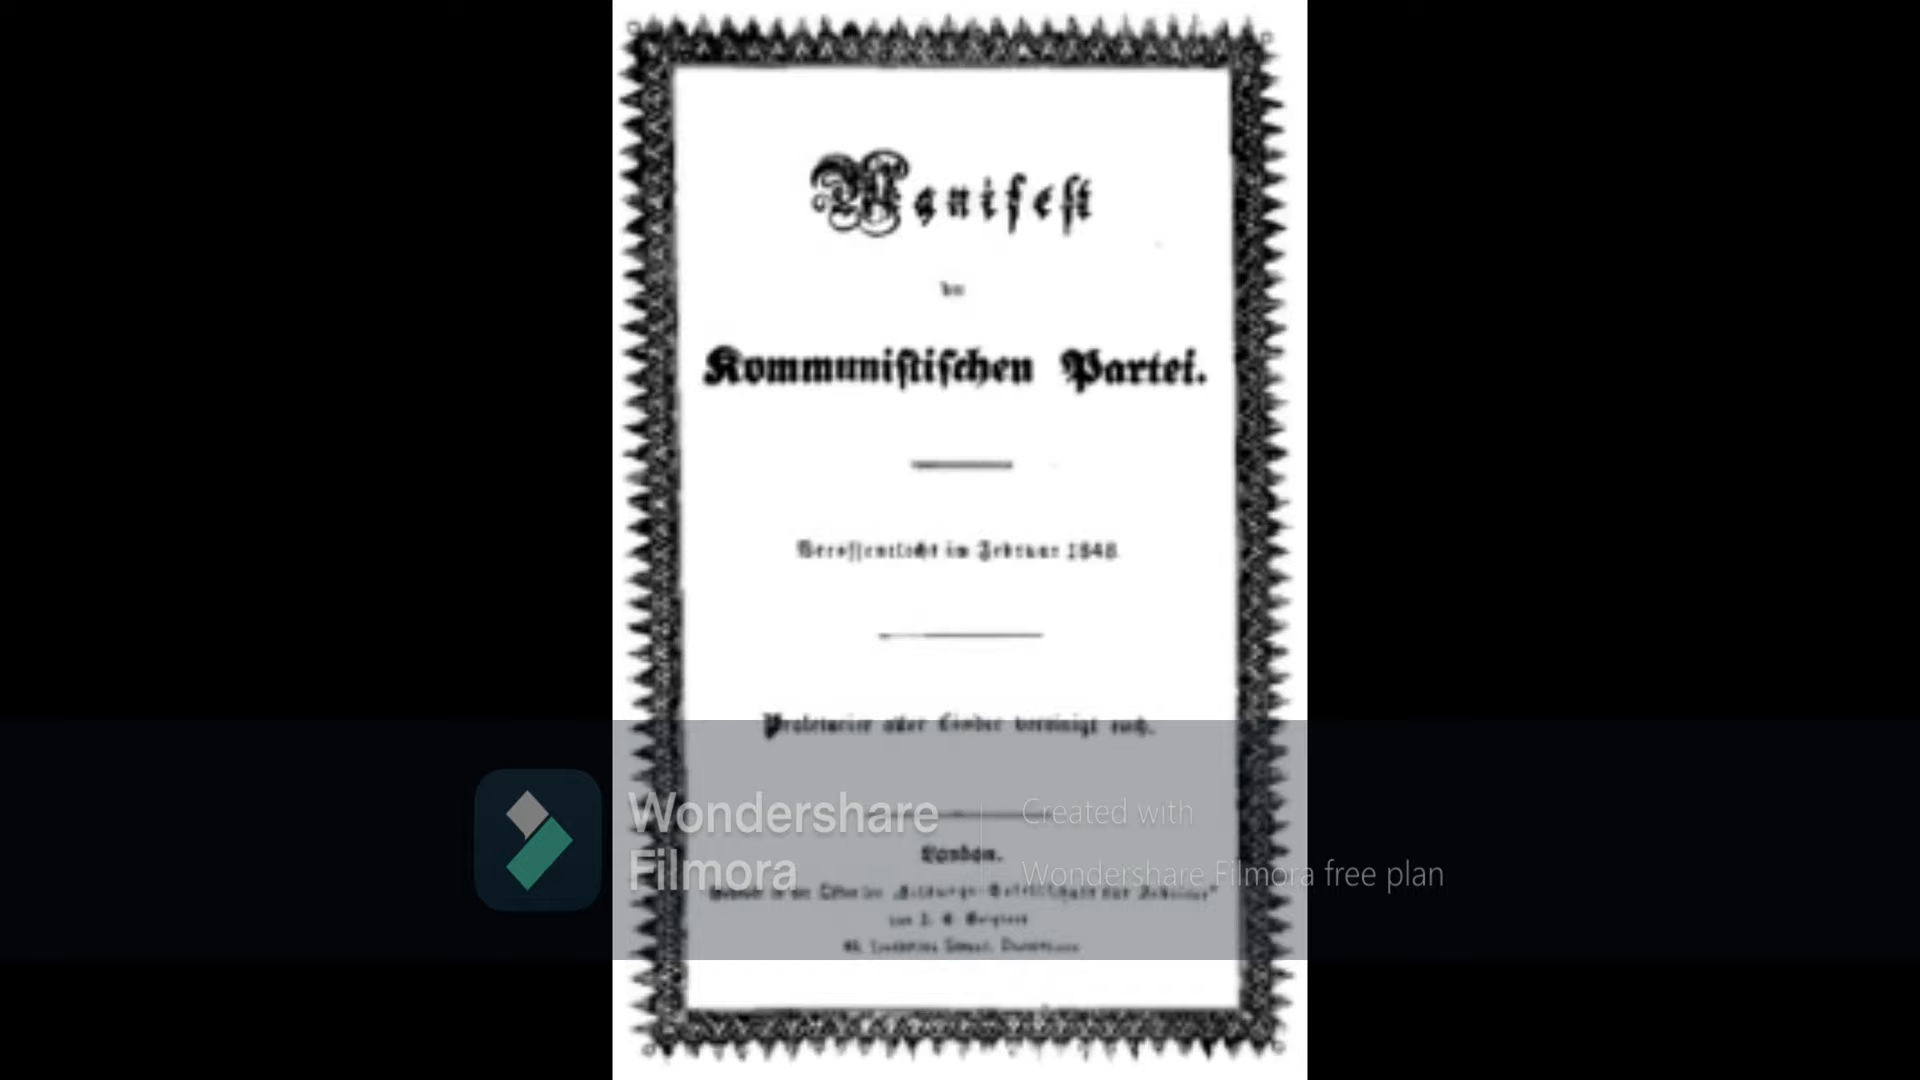 Manifest
der
Kommunistischen Partei.
Veröffentlicht im Februar 1848.
Proletarier aller Länder vereinigt euch.
Wondershare
Filmora
Created with
Wondershare Filmora free plan
London.